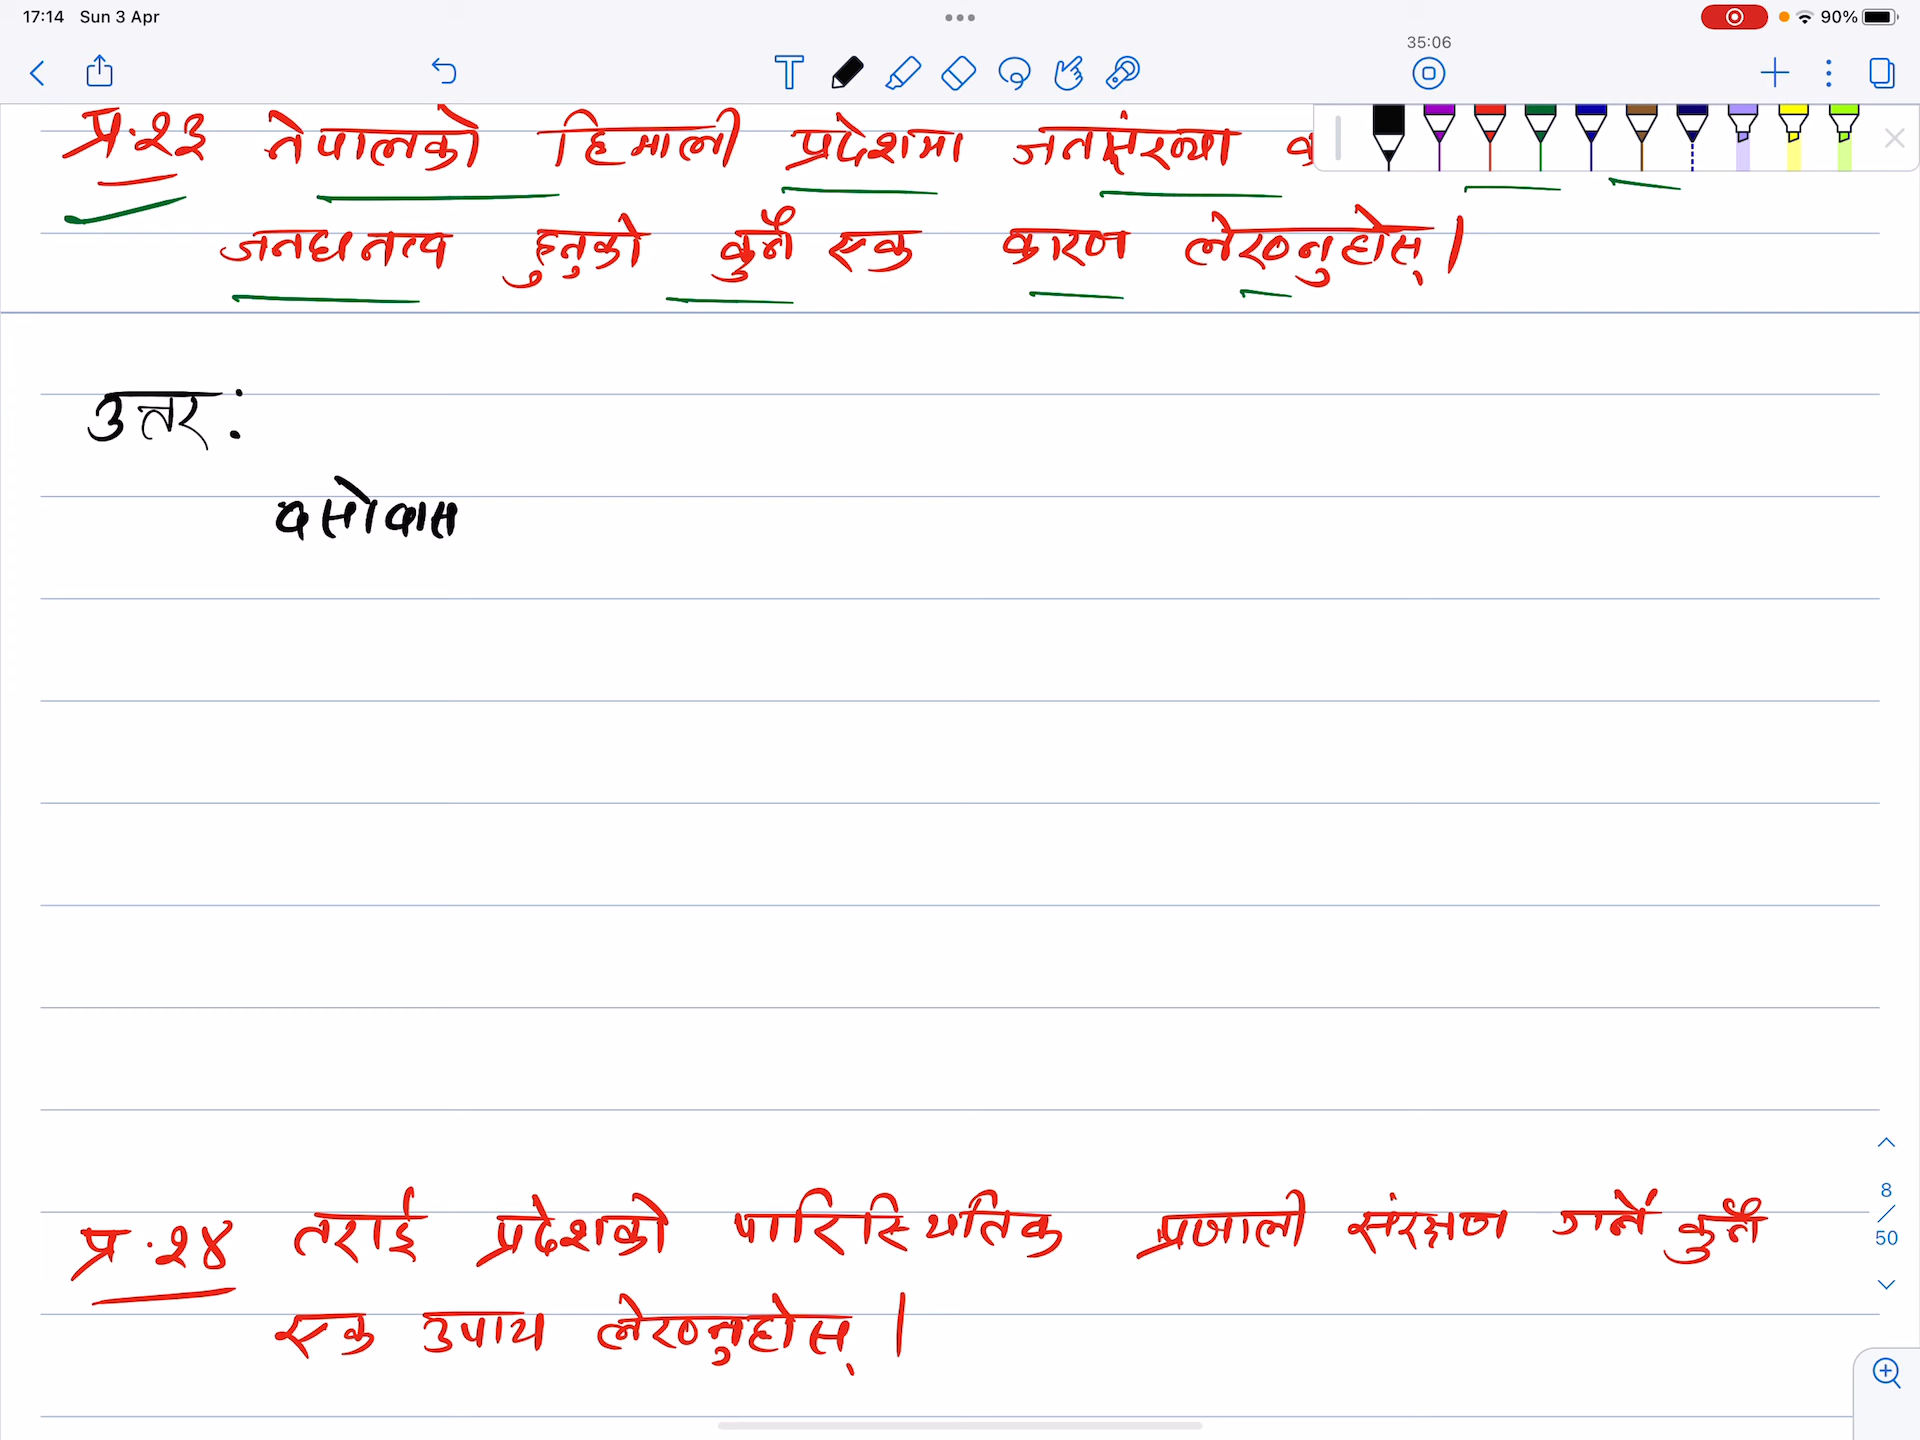 17:14 Sun 3 Apr
90%
35:06
प्र.२३ नेपालको हिमाली प्रदेशमा जनसंख्या
जनघनत्व हुनुको कुनै एक कारण लेख्नुहोस् ।
उत्तर:
बसोवास
प्र.२४ तराई प्रदेशको पारिस्थितिक प्रणाली संरक्षण गर्ने कुनै
एक उपाय लेख्नुहोस् ।
8
50